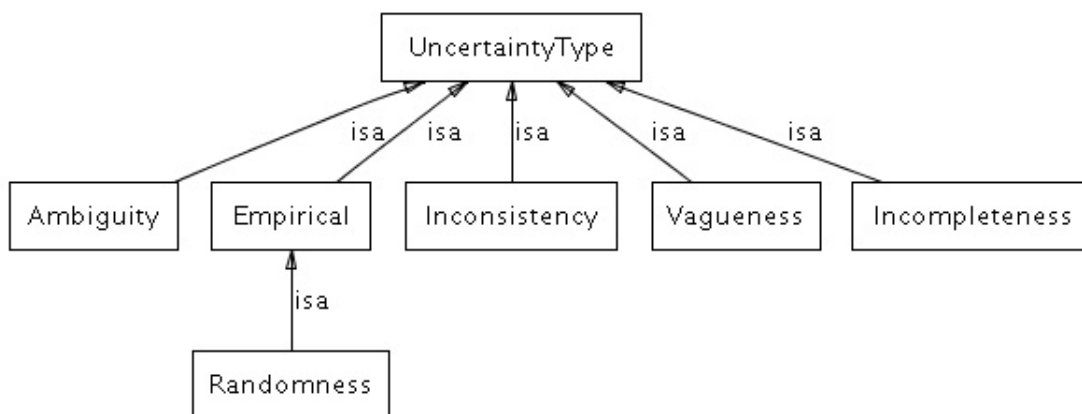 UncertaintyType
isa
isa
isa
isa
isa
Ambiguity
Empirical
Inconsistency
Vagueness
Incompleteness
isa
Randomness